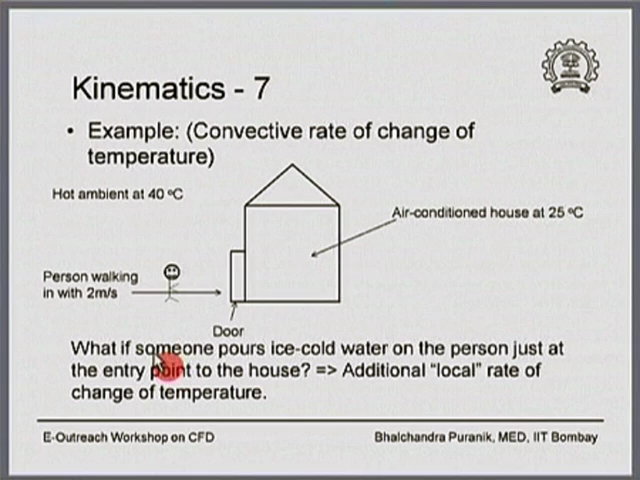 Kinematics - 7
• Example: (Convective rate of change of
temperature)
Hot ambient at 40 ºC
Air-conditioned house at 25 ºC
Person walking
in with 2m/s
Door
What if someone pours ice-cold water on the person just at
the entry point to the house? => Additional “local” rate of
change of temperature.
E-Outreach Workshop on CFD
Bhalchandra Puranik, MED, IIT Bombay